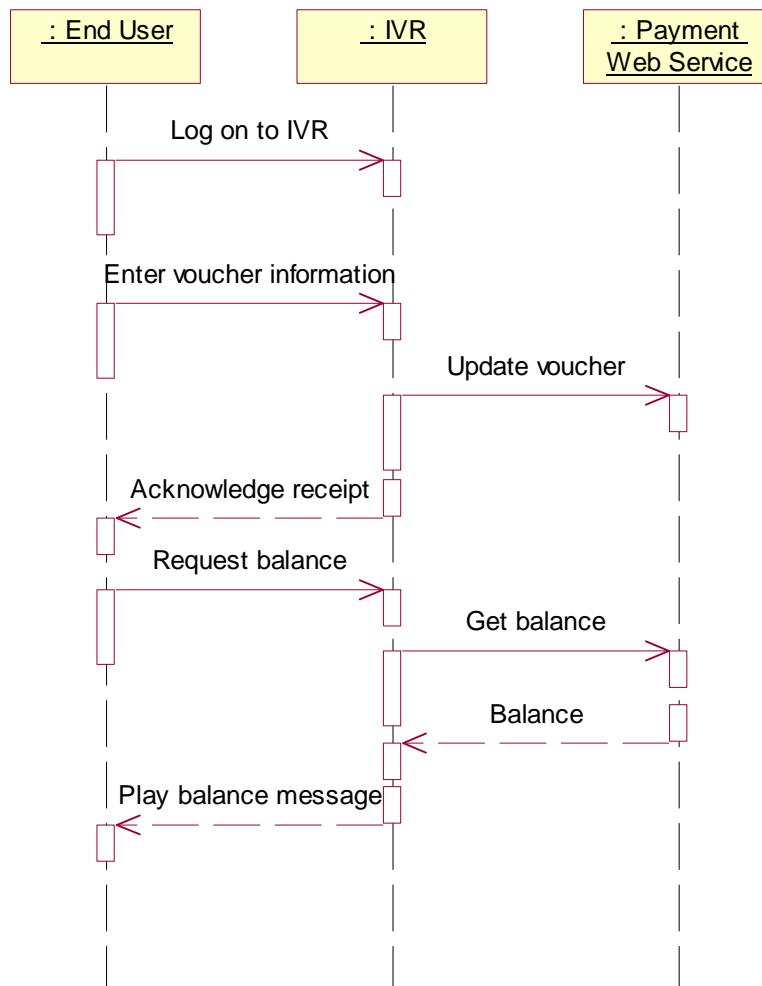 : End User
: IVR
: Payment
Web Service
Log on to IVR
Enter voucher information
Update voucher
Acknowledge receipt
Request balance
Get balance
Balance
Play balance message